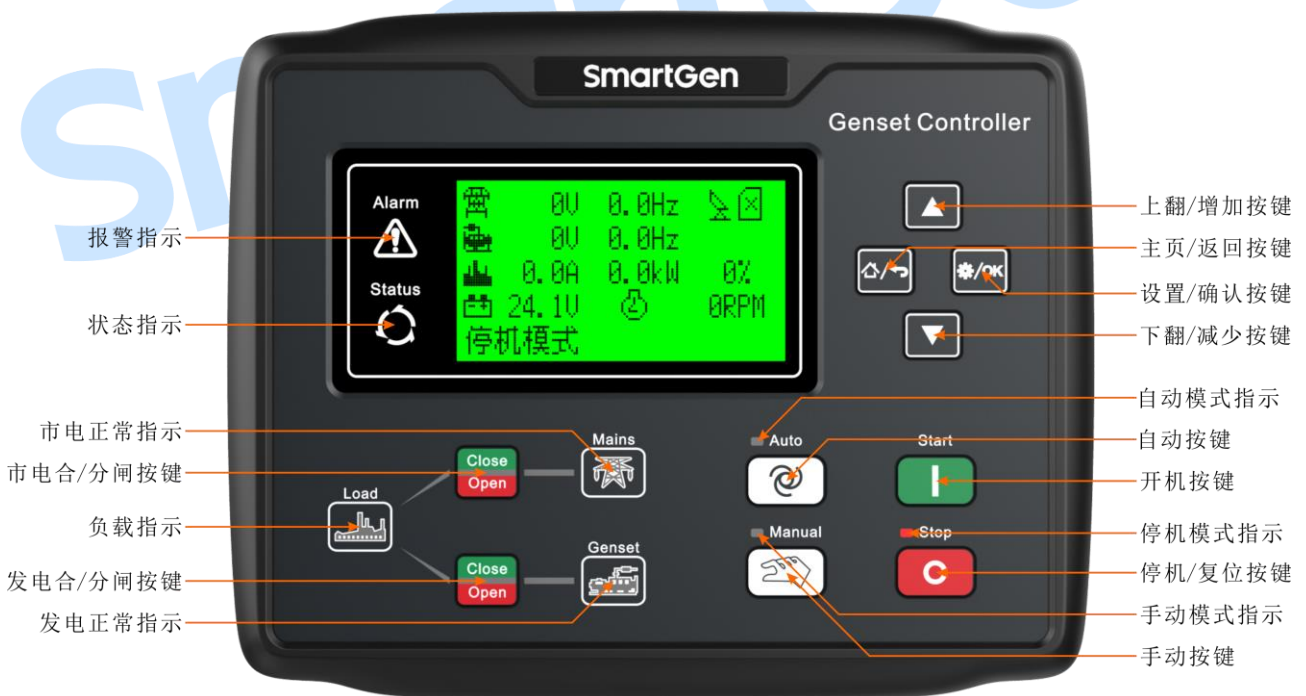 SmartGen
Genset Controller
Alarm
Status
0V 0.0Hz
0V 0.0Hz
0.0A 0.0kW 0%
24.1V 0RPM
停机模式
报警指示
状态指示
市电正常指示
市电合/分闸按键
负载指示
发电合/分闸按键
发电正常指示
Load
Close
Open
Mains
Close
Open
Genset
/OK
Auto
Start
Manual
Stop
上翻/增加按键
主页/返回按键
设置/确认按键
下翻/减少按键
自动模式指示
自动按键
开机按键
停机模式指示
停机/复位按键
手动模式指示
手动按键